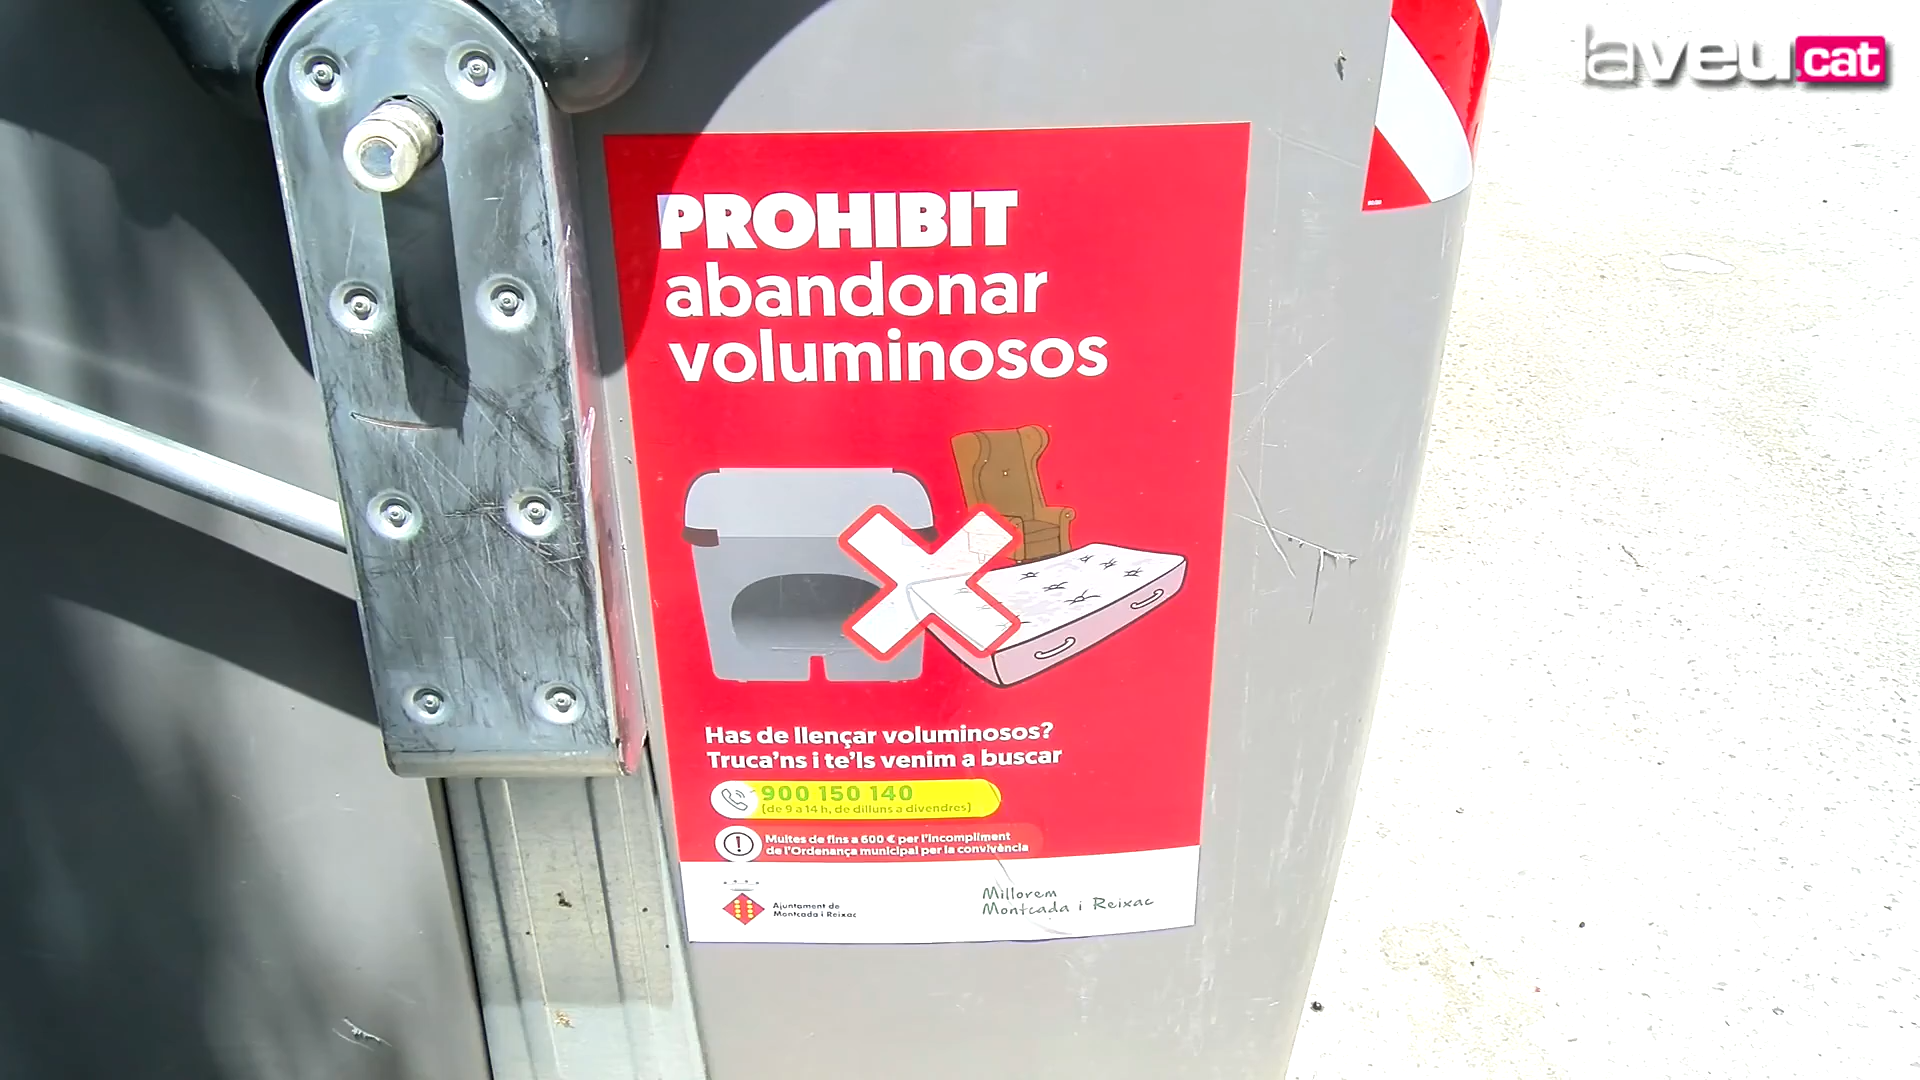 laveu.cat
PROHIBIT
abandonar
voluminosos
Has de llençar voluminosos?
Truca'ns i te'ls venim a buscar
900 150 140
(de 9 a 14 h, de dilluns a divendres)
Multes de fins a 600 € per l'incompliment
de l'Ordenança municipal per la convivència
Ajuntament de
Montcada i Reixac
Millorem
Montcada i Reixac